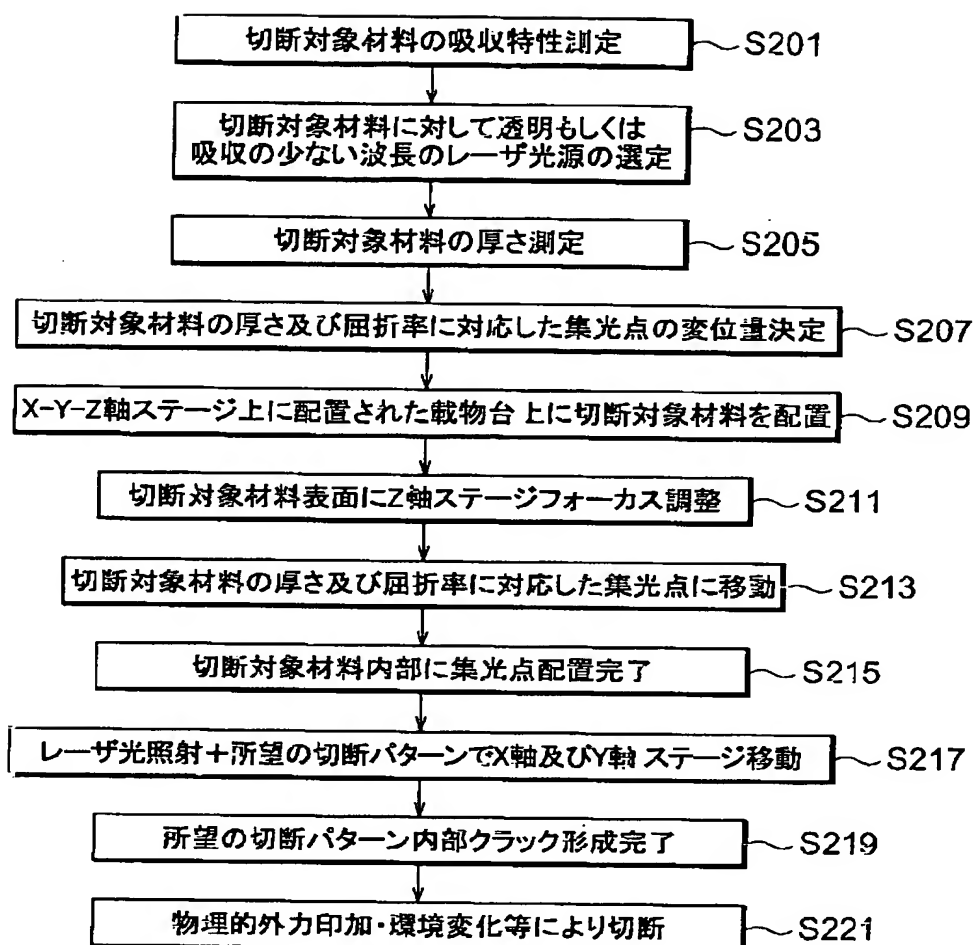 切断対象材料の吸収特性測定 S201
切断対象材料に対して透明もしくは
吸収の少ない波長のレーザ光源の選定 S203
切断対象材料の厚さ測定 S205
切断対象材料の厚さ及び屈折率に対応した集光点の変位量決定 S207
X-Y-Z軸ステージ上に配置された載物台上に切断対象材料を配置 S209
切断対象材料表面にZ軸ステージフォーカス調整 S211
切断対象材料の厚さ及び屈折率に対応した集光点に移動 S213
切断対象材料内部に集光点配置完了 S215
レーザ光照射+所望の切断パターンでX軸及びY軸ステージ移動 S217
所望の切断パターン内部クラック形成完了 S219
物理的外力印加・環境変化等により切断 S221